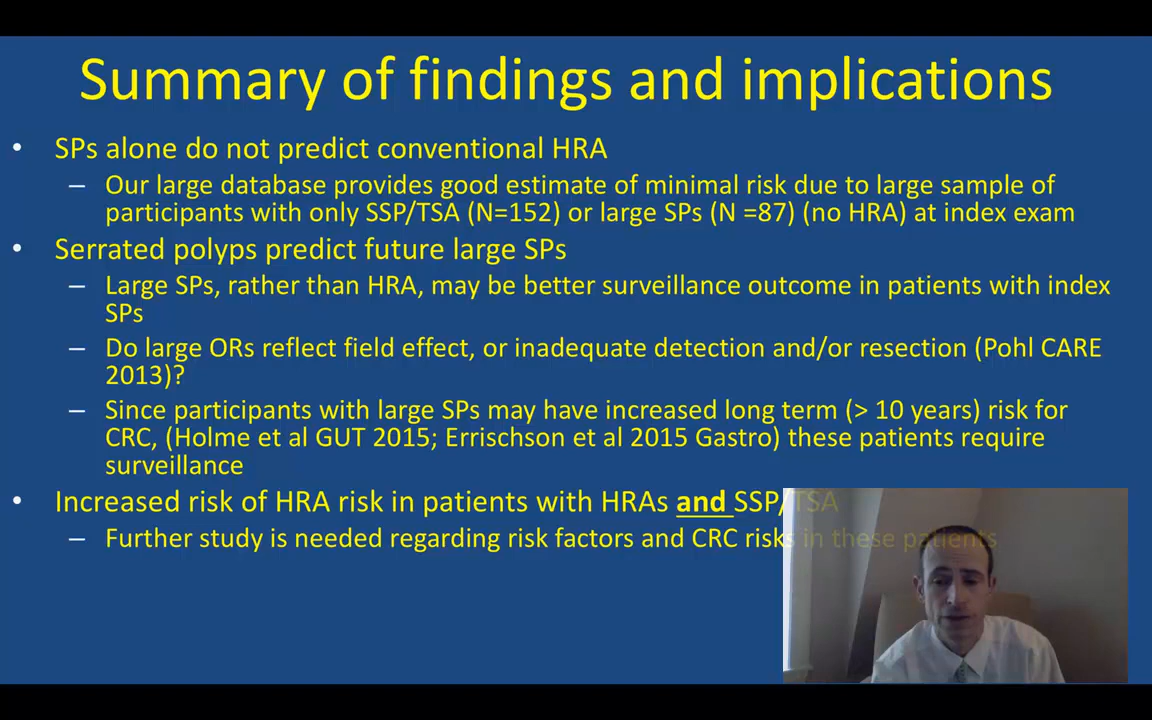 Summary of findings and implications
• SPs alone do not predict conventional HRA
– Our large database provides good estimate of minimal risk due to large sample of
participants with only SSP/TSA (N=152) or large SPs (N =87) (no HRA) at index exam
• Serrated polyps predict future large SPs
– Large SPs, rather than HRA, may be better surveillance outcome in patients with index
SPs
– Do large ORs reflect field effect, or inadequate detection and/or resection (Pohl CARE
2013)?
– Since participants with large SPs may have increased long term (> 10 years) risk for
CRC, (Holme et al GUT 2015; Errischson et al 2015 Gastro) these patients require
surveillance
• Increased risk of HRA risk in patients with HRAs and SSP/TSA
– Further study is needed regarding risk factors and CRC risks in these patients